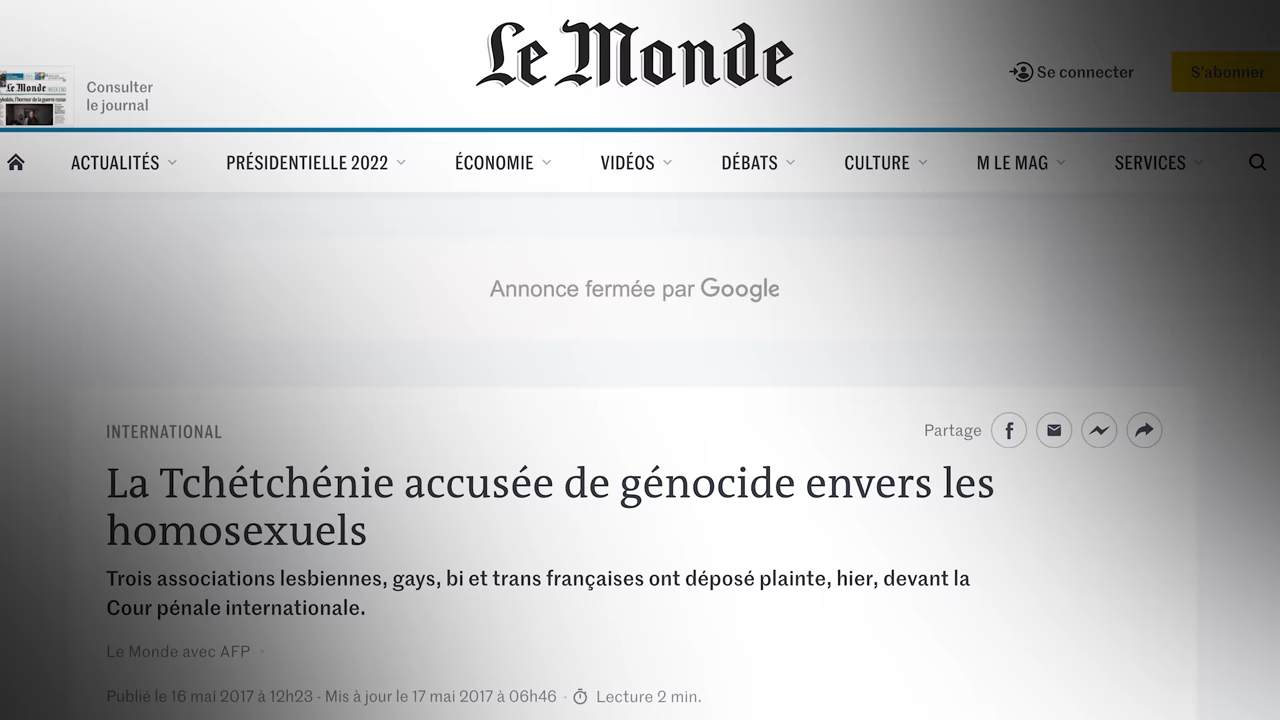 Le Monde
Consulter
le journal
Se connecter
S'abonner
Le Monde
ACTUALITÉS
PRÉSIDENTIELLE 2022
ÉCONOMIE
VIDÉOS
DÉBATS
CULTURE
M LE MAG
SERVICES
Annonce fermée par Google
INTERNATIONAL
Partage
La Tchétchénie accusée de génocide envers les
homosexuels
Trois associations lesbiennes, gays, bi et trans françaises ont déposé plainte, hier, devant la
Cour pénale internationale.
Le Monde avec AFP
Publié le 16 mai 2017 à 12h23 - Mis à jour le 17 mai 2017 à 06h46 · Lecture 2 min.